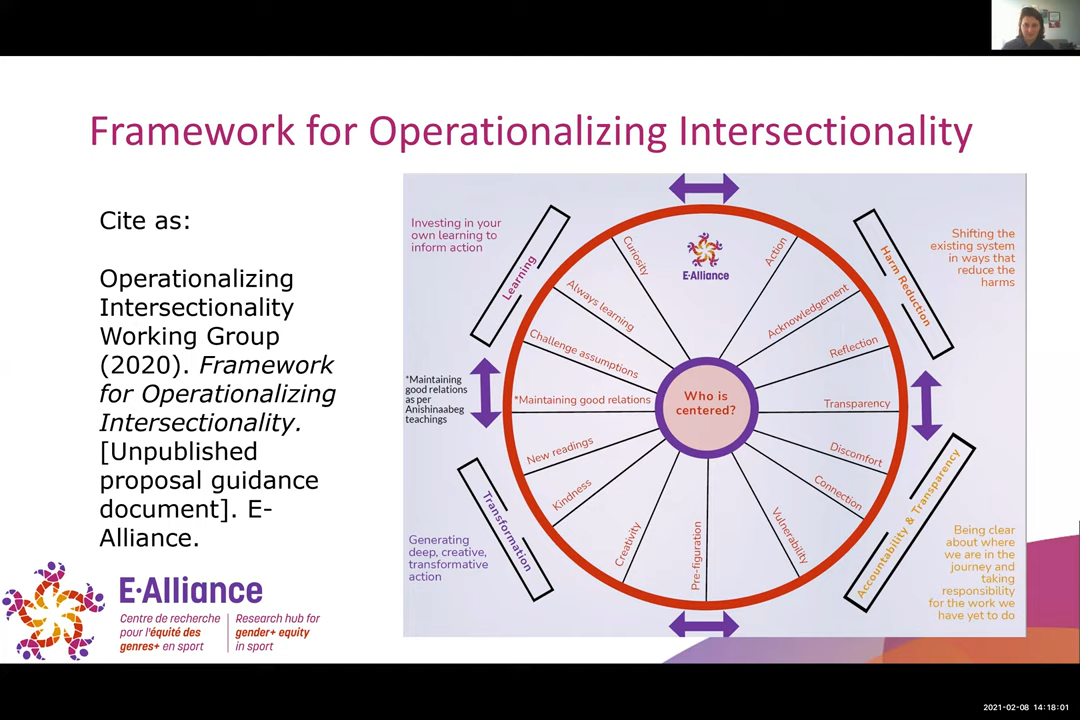 Framework for Operationalizing Intersectionality
Cite as:
Operationalizing
Intersectionality
Working Group
(2020). Framework
for Operationalizing
Intersectionality.
[Unpublished
proposal guidance
document]. E-
Alliance.
E·Alliance
Centre de recherche
pour l'équité des
genres+ en sport
Research hub for
gender+ equity
in sport
Investing in your
own learning to
inform action
Learning
*Maintaining
good relations
as per
Anishinaabeg
teachings
Transformation
Generating
deep, creative,
transformative
action
Curiosity
Always learning
Challenge assumptions
*Maintaining good relations
New readings
Kindness
Creativity
Pre-figuration
Vulnerability
Connection
Discomfort
Transparency
Reflection
Acknowledgement
Action
E·Alliance
Who is
centered?
Harm Reduction
Shifting the
existing system
in ways that
reduce the
harms
Accountability & Transparency
Being clear
about where
we are in the
journey and
taking
responsibility
for the work we
have yet to do
2021-02-08 14:18:01